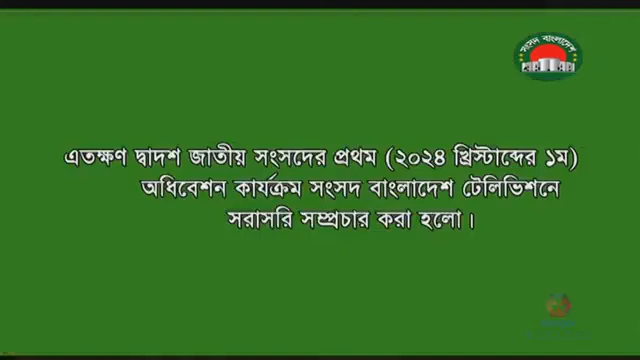 সংসদ বাংলাদেশ
এতক্ষণ দ্বাদশ জাতীয় সংসদের প্রথম (২০২৪ খ্রিস্টাব্দের ১ম)
অধিবেশন কার্যক্রম সংসদ বাংলাদেশ টেলিভিশনে
সরাসরি সম্প্রচার করা হলো।